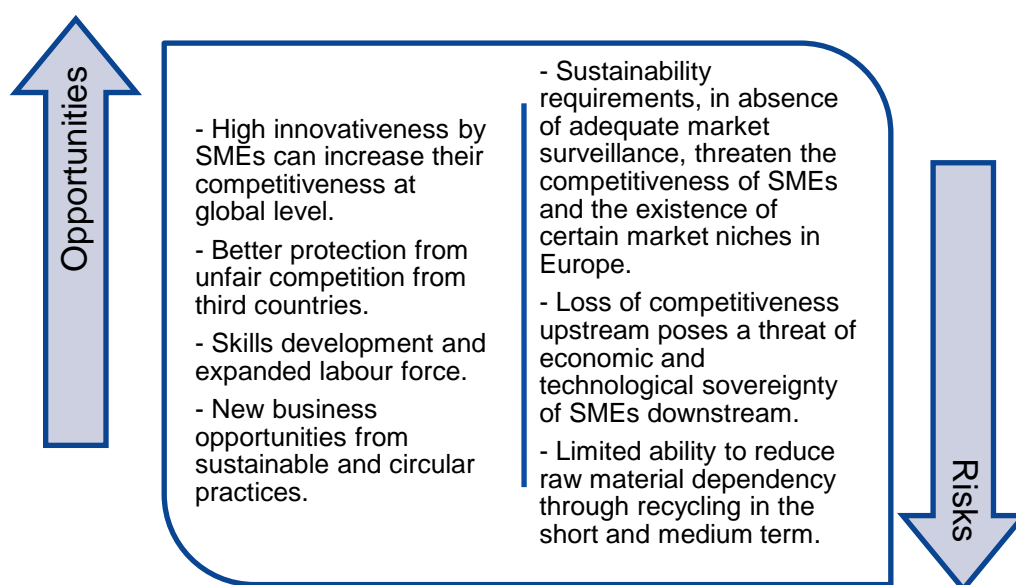 Opportunities
- High innovativeness by
SMEs can increase their
competitiveness at
global level.
- Better protection from
unfair competition from
third countries.
- Skills development and
expanded labour force.
- New business
opportunities from
sustainable and circular
practices.
- Sustainability
requirements, in absence
of adequate market
surveillance, threaten the
competitiveness of SMEs
and the existence of
certain market niches in
Europe.
- Loss of competitiveness
upstream poses a threat of
economic and
technological sovereignty
of SMEs downstream.
- Limited ability to reduce
raw material dependency
through recycling in the
short and medium term.
Risks